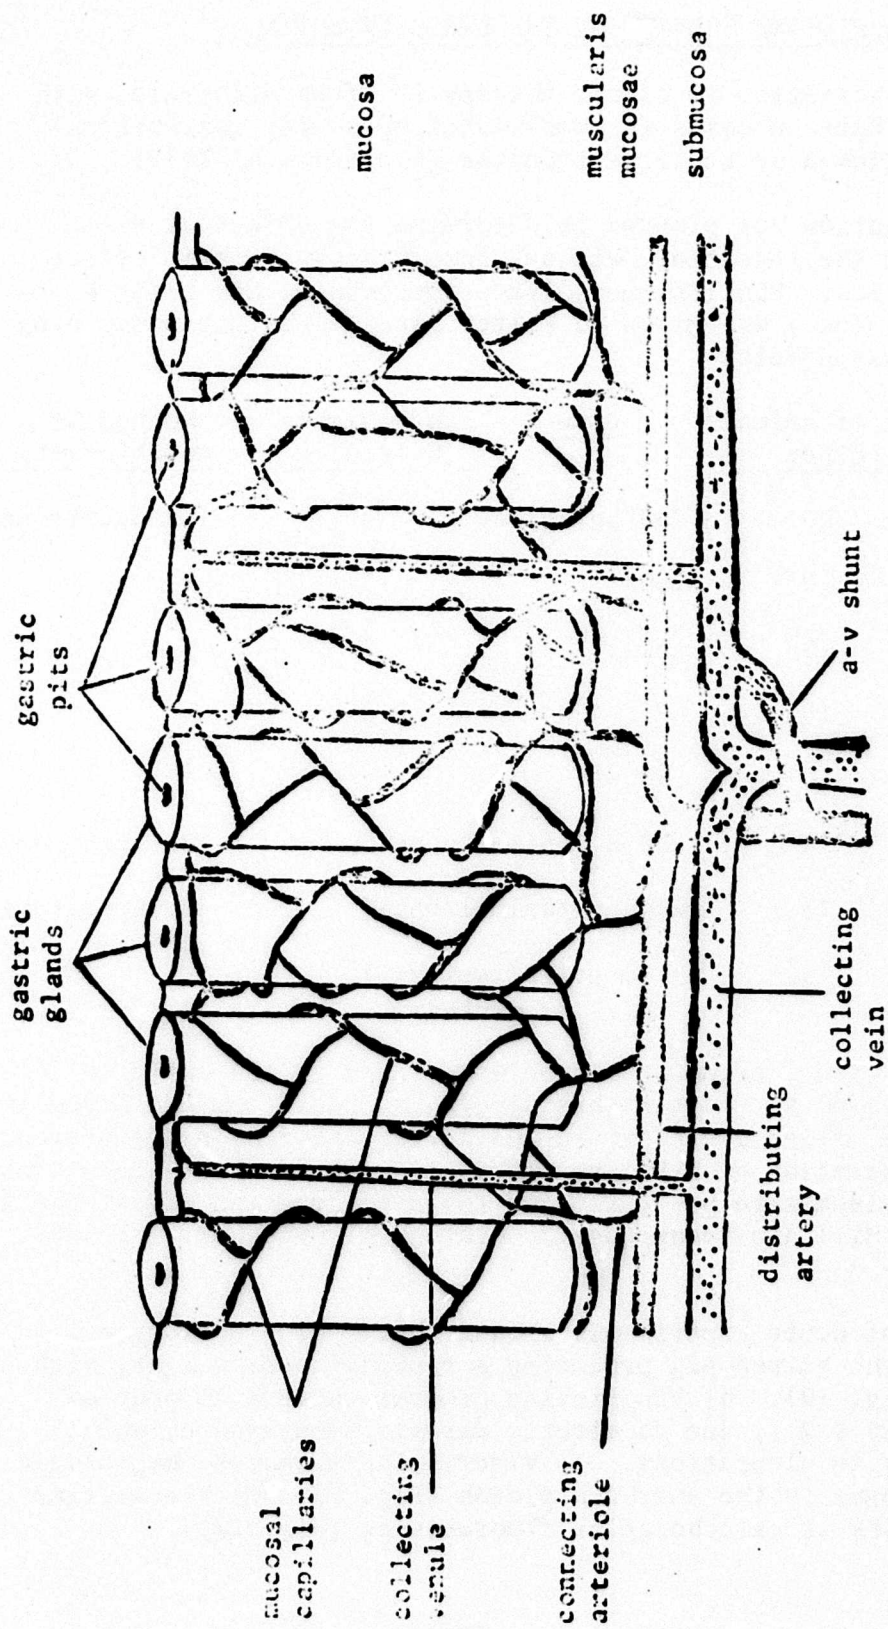 gastric
glands
gastric
pits
mucosa
muscularis
mucosae
submucosa
mucosal
capillaries
collecting
venule
connecting
arteriole
distributing
artery
collecting
vein
a-v shunt